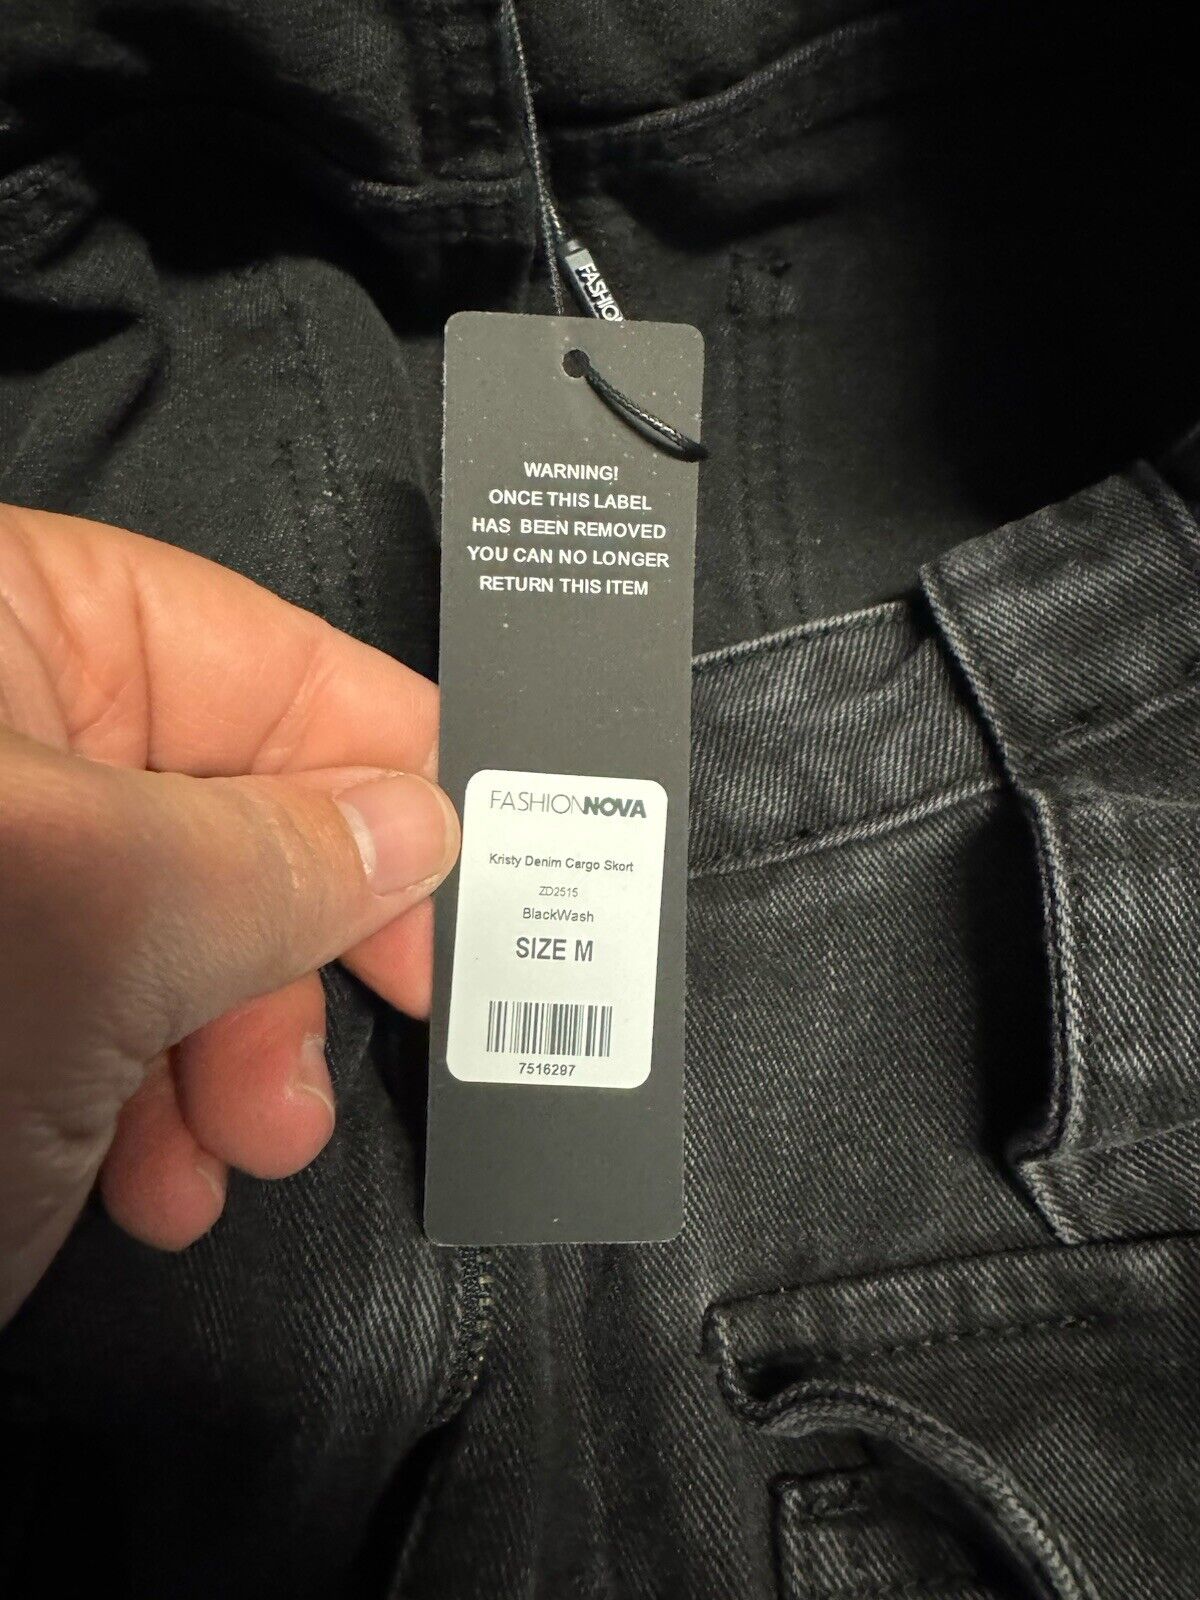 FASHIO
WARNING!
ONCE THIS LABEL
HAS BEEN REMOVED
YOU CAN NO LONGER
RETURN THIS ITEM
FASHIONNOVA
Kristy Denim Cargo Skort
ZD2515
BlackWash
SIZE M
7516297